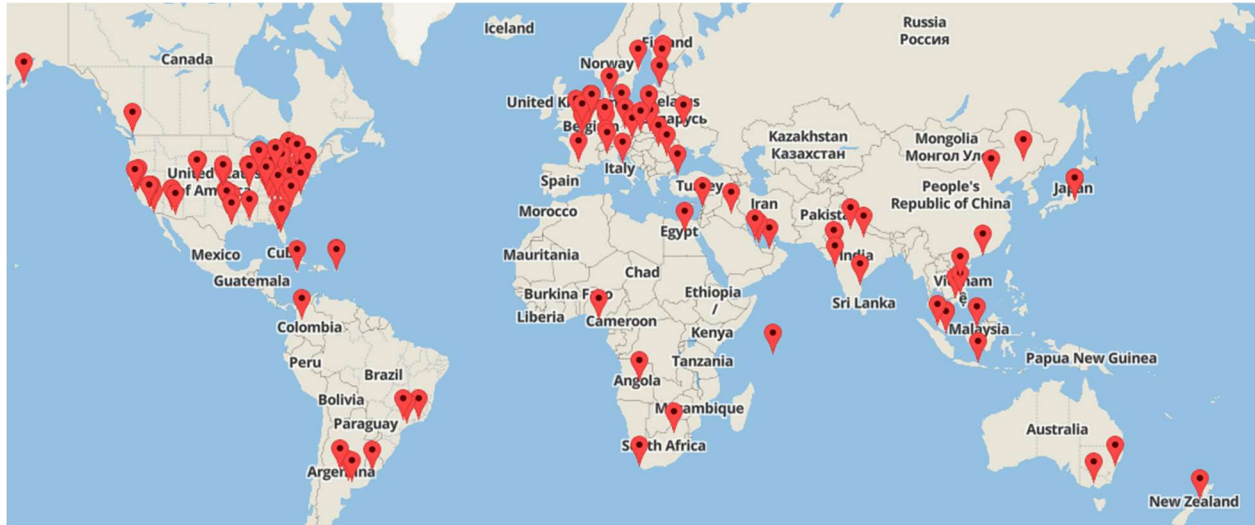 Russia
Россия
Iceland
Finland
Canada
Norway
Belarus
Беларусь
Kazakhstan
Казахстан
Mongolia
Монгол Улс
Italy
United States
of America
Spain
Turkey
Japan
People's
Republic of China
Morocco
Iran
Pakistan
Egypt
Mexico
Cuba
Mauritania
India
Chad
Guatemala
Vietnam
Burkina Faso
Ethiopia
/
Sri Lanka
Liberia
Cameroon
Colombia
Kenya
Malaysia
Peru
Tanzania
Papua New Guinea
Brazil
Angola
Bolivia
Mozambique
Paraguay
Australia
South Africa
Argentina
New Zealand